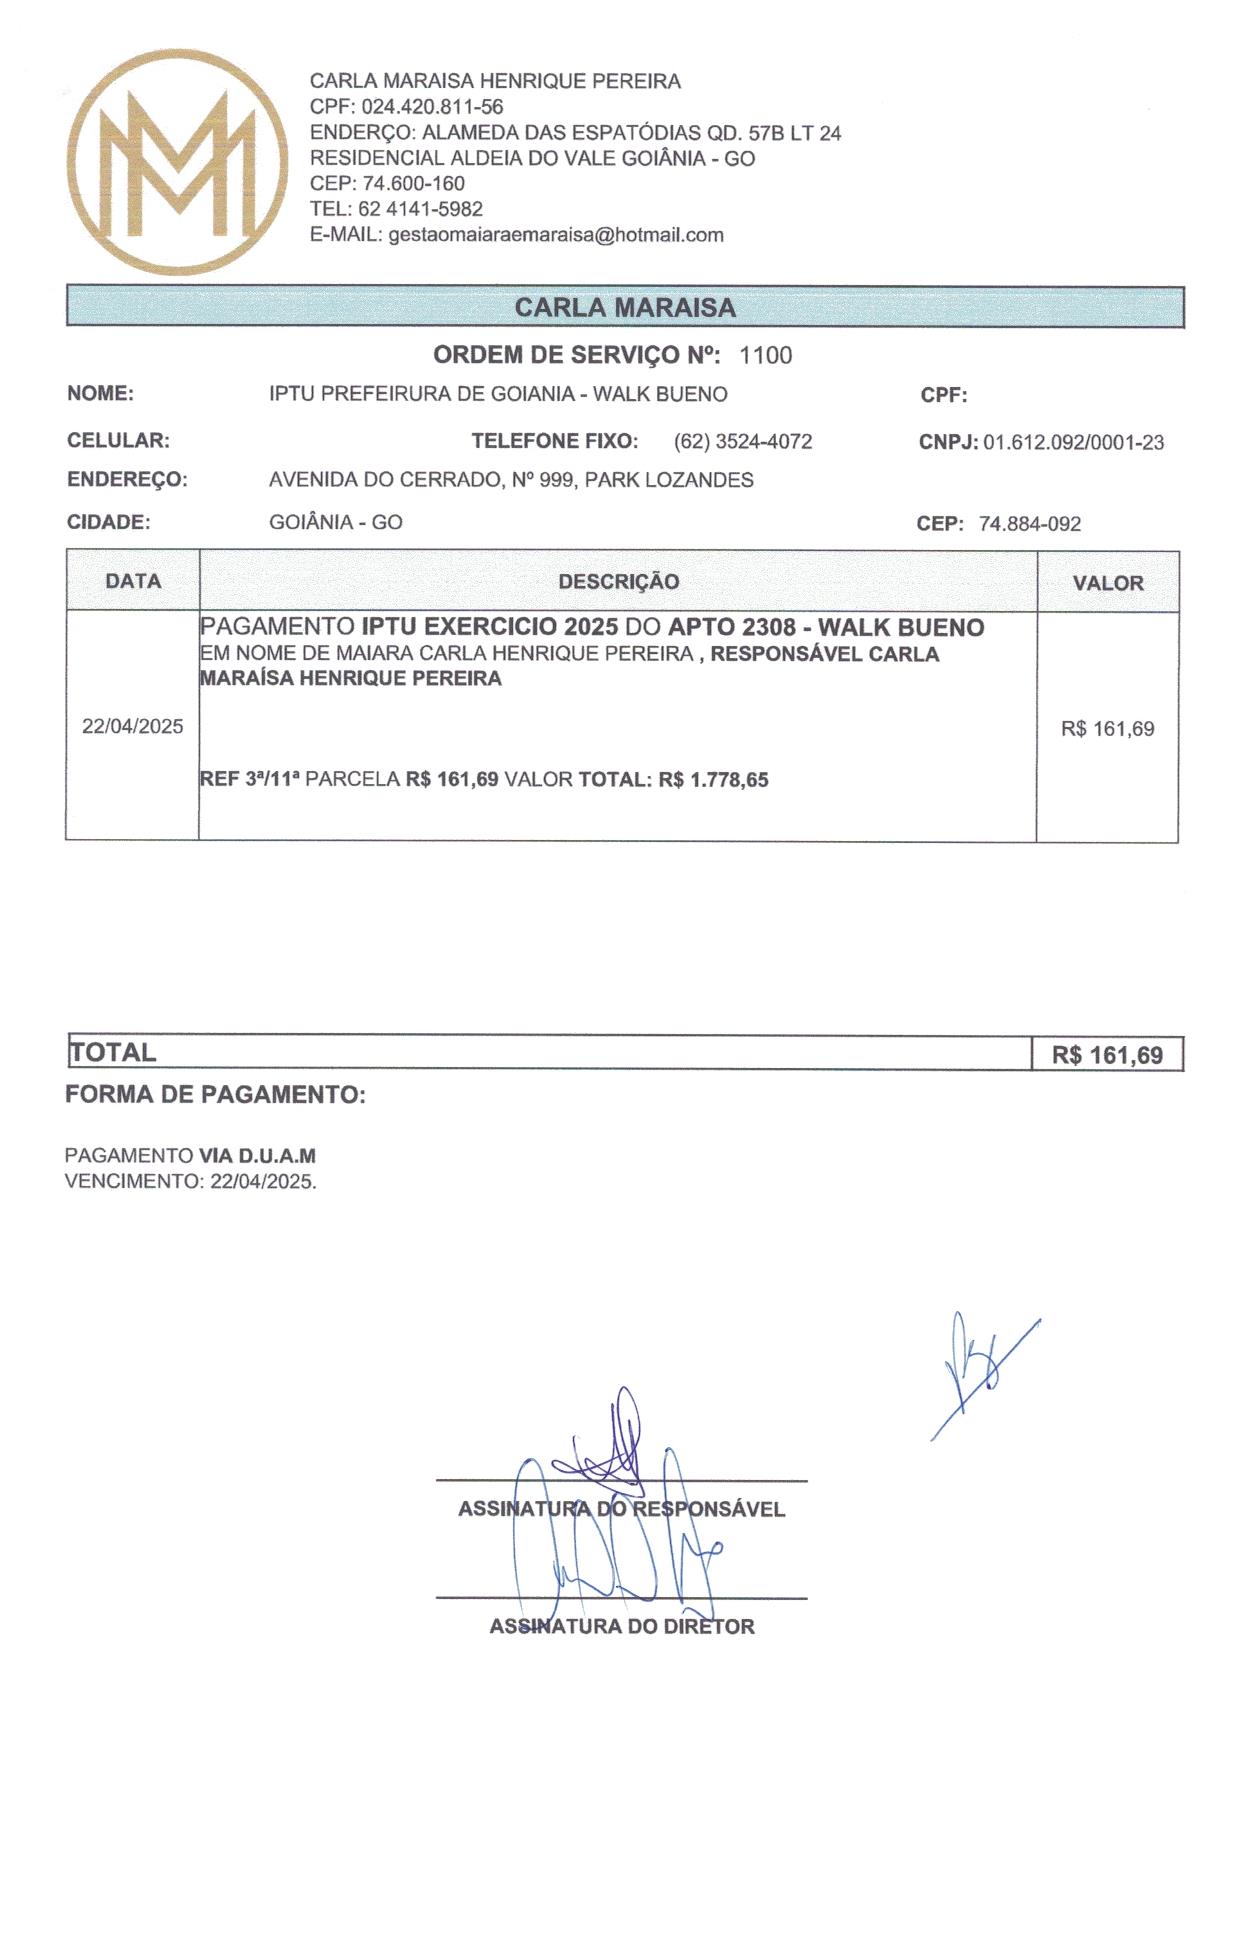 CARLA MARAISA HENRIQUE PEREIRA
CPF: 024.420.811-56
ENDERÇO: ALAMEDA DAS ESPATÓDIAS QD. 57B LT 24
RESIDENCIAL ALDEIA DO VALE GOIÂNIA - GO
CEP: 74.600-160
TEL: 62 4141-5982
E-MAIL: gestaomaiaraemaraisa@hotmail.com
CARLA MARAISA
ORDEM DE SERVIÇO Nº: 1100
NOME: IPTU PREFEIRURA DE GOIANIA - WALK BUENO CPF:
CELULAR: TELEFONE FIXO: (62) 3524-4072 CNPJ: 01.612.092/0001-23
ENDEREÇO: AVENIDA DO CERRADO, Nº 999, PARK LOZANDES
CIDADE: GOIÂNIA - GO CEP: 74.884-092
DATA DESCRIÇÃO VALOR
PAGAMENTO IPTU EXERCICIO 2025 DO APTO 2308 - WALK BUENO
EM NOME DE MAIARA CARLA HENRIQUE PEREIRA , RESPONSÁVEL CARLA
MARAÍSA HENRIQUE PEREIRA
22/04/2025 R$ 161,69
REF 3ª/11ª PARCELA R$ 161,69 VALOR TOTAL: R$ 1.778,65
TOTAL R$ 161,69
FORMA DE PAGAMENTO:
PAGAMENTO VIA D.U.A.M
VENCIMENTO: 22/04/2025.
ASSINATURA DO RESPONSÁVEL
ASSINATURA DO DIRETOR